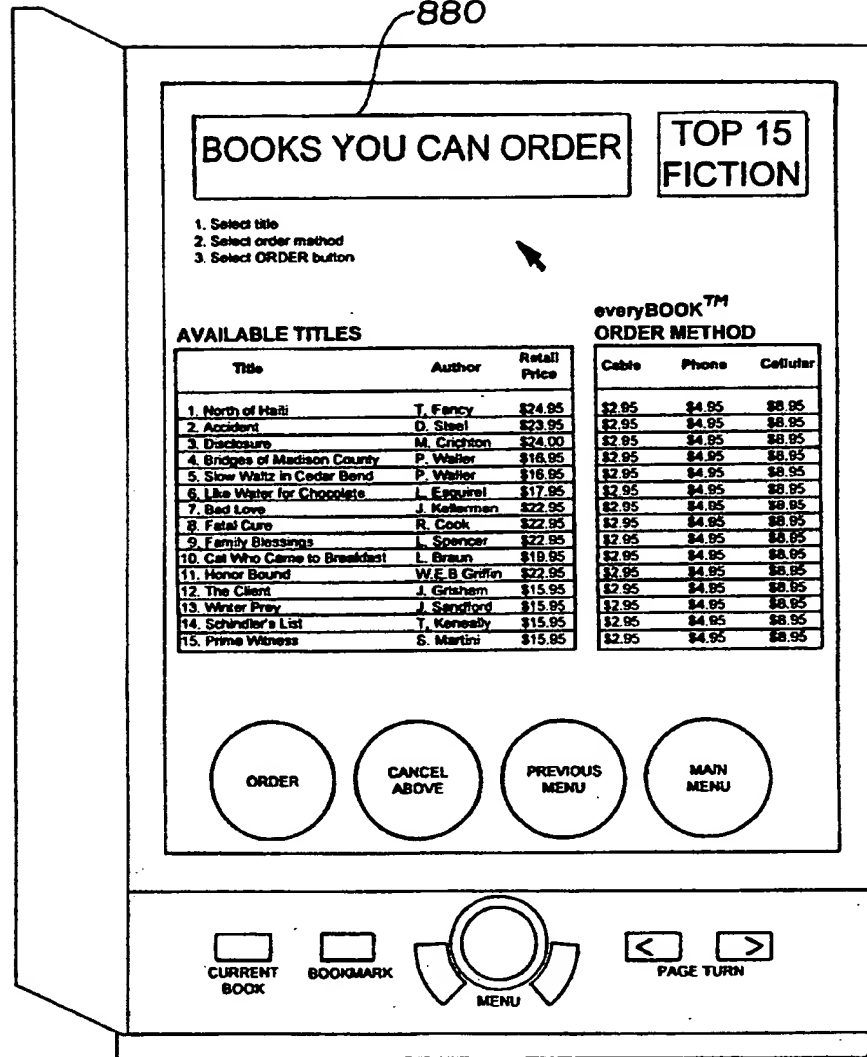 880
BOOKS YOU CAN ORDER
TOP 15
FICTION
1. Select title
2. Select order method
3. Select ORDER button
everyBOOK™
AVAILABLE TITLES
ORDER METHOD
Title Author Retail Price Cable Phone Cellular
1. North of Haiti T. Fancy $24.95 $2.95 $4.95 $8.95
2. Accident D. Steel $23.95 $2.95 $4.95 $8.95
3. Disclosure M. Crichton $24.00 $2.95 $4.95 $8.95
4. Bridges of Madison County P. Waller $16.95 $2.95 $4.95 $8.95
5. Slow Waltz in Cedar Bend P. Waller $16.95 $2.95 $4.95 $8.95
6. Like Water for Chocolate L. Esquirel $17.95 $2.95 $4.95 $8.95
7. Bad Love J. Kellerman $22.95 $2.95 $4.95 $8.95
8. Fatal Cure R. Cook $22.95 $2.95 $4.95 $8.95
9. Family Blessings L. Spencer $22.95 $2.95 $4.95 $8.95
10. Cat Who Came to Breakfast L. Braun $19.95 $2.95 $4.95 $8.95
11. Honor Bound W.E.B Griffin $22.95 $2.95 $4.95 $8.95
12. The Client J. Grisham $15.95 $2.95 $4.95 $8.95
13. Winter Prey J. Sandford $15.95 $2.95 $4.95 $8.95
14. Schindler's List T. Keneally $15.95 $2.95 $4.95 $8.95
15. Prime Witness S. Martini $15.95 $2.95 $4.95 $8.95
ORDER
CANCEL
ABOVE
PREVIOUS
MENU
MAIN
MENU
< >
CURRENT
BOOK
BOOKMARK
MENU
PAGE TURN